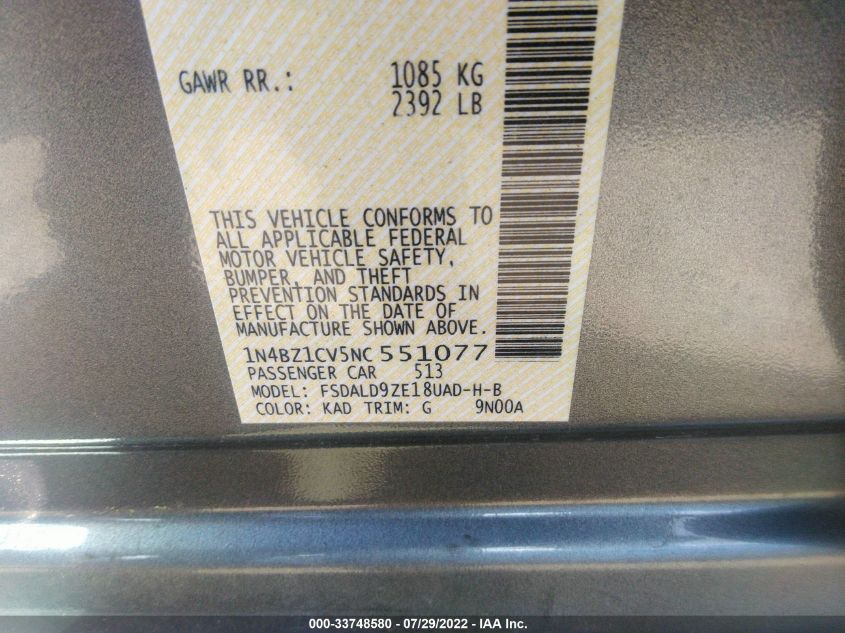 GAWR RR.: 1085 KG
2392 LB
THIS VEHICLE CONFORMS TO
ALL APPLICABLE FEDERAL
MOTOR VEHICLE SAFETY,
BUMPER, AND THEFT
PREVENTION STANDARDS IN
EFFECT ON THE DATE OF
MANUFACTURE SHOWN ABOVE.
1N4BZ1CV5NC 551077
PASSENGER CAR 513
MODEL: FSDALD9ZE18UAD-H-B
COLOR: KAD TRIM: G 9N00A
000-33748580 - 07/29/2022 - IAA Inc.